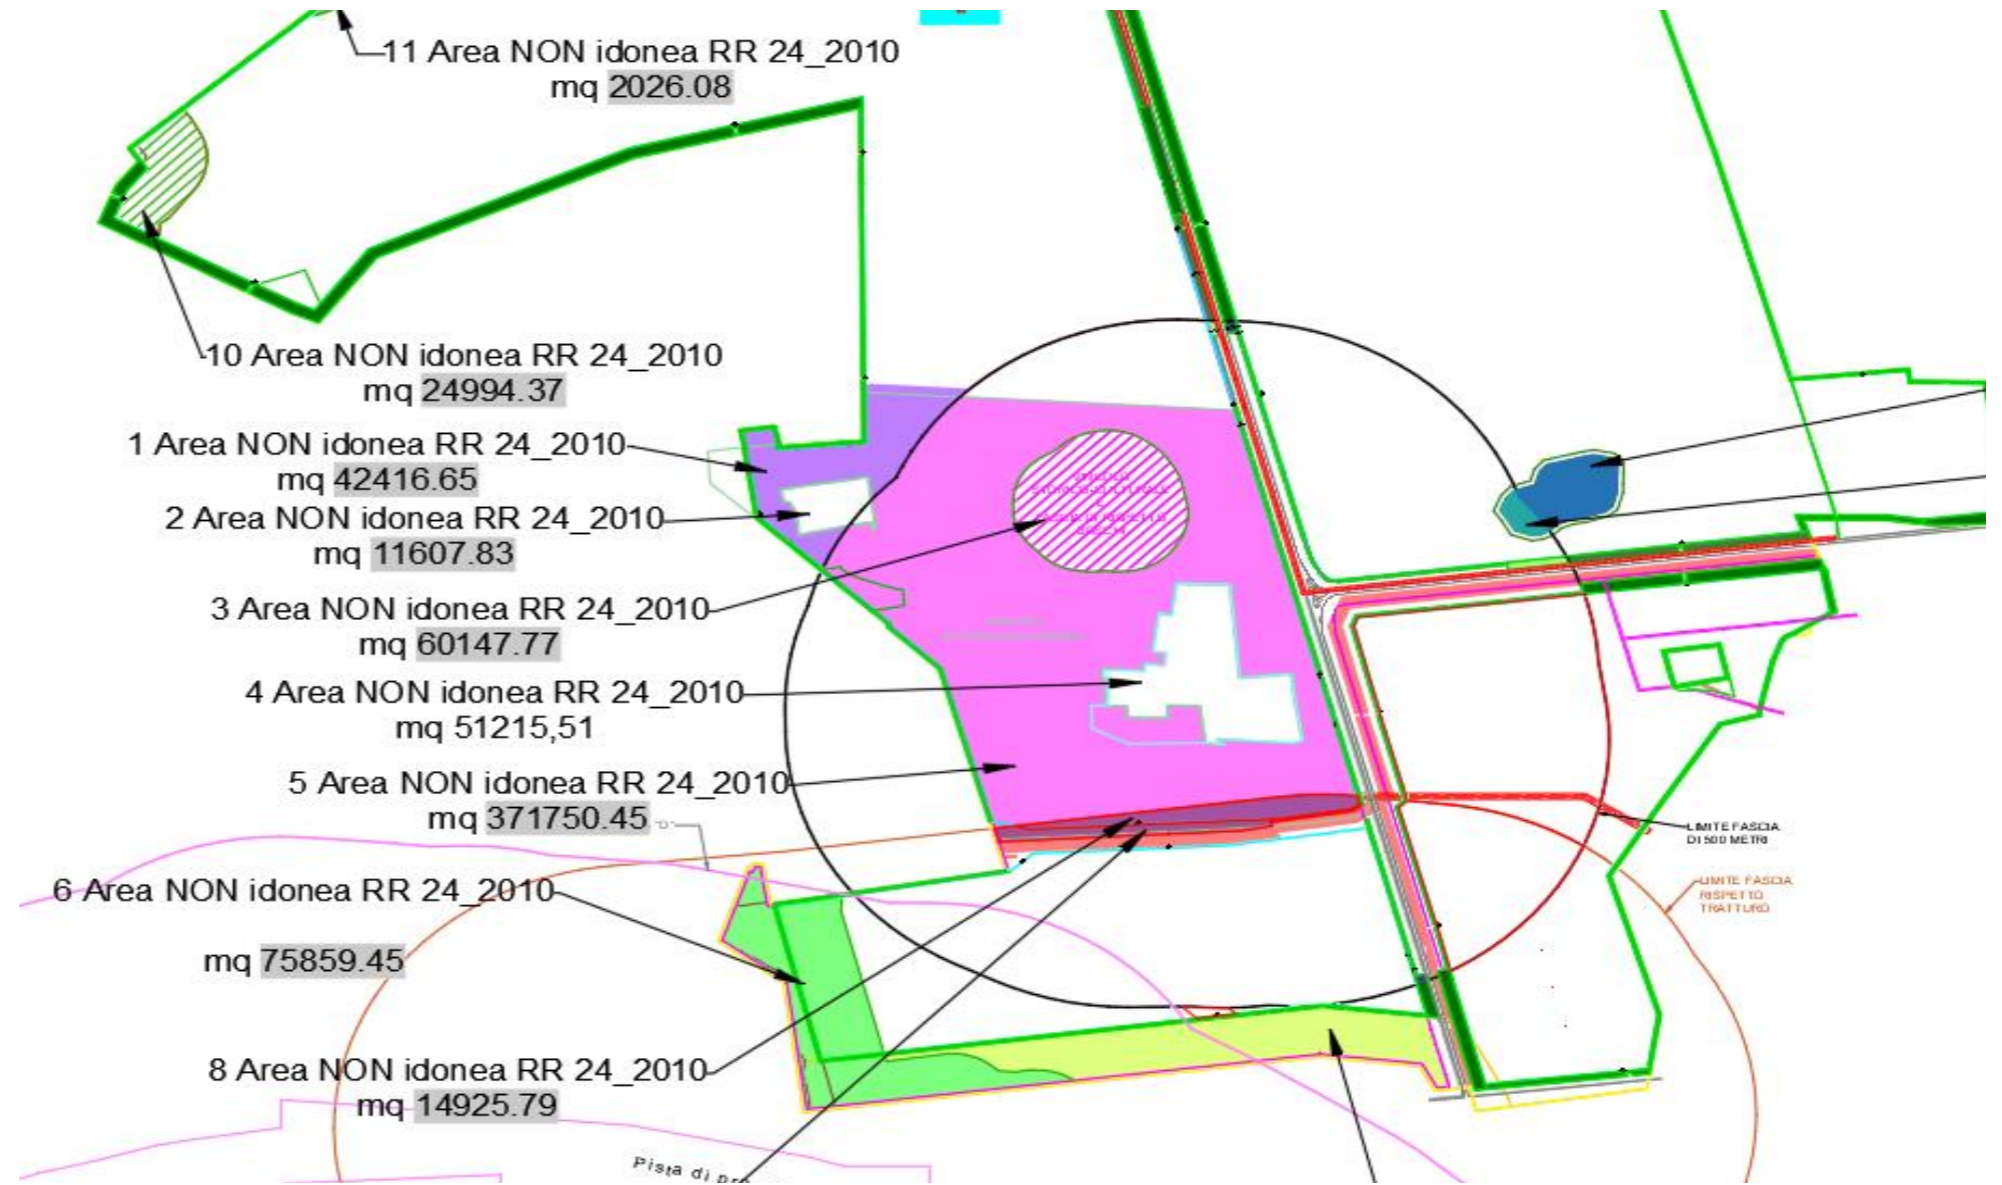 11 Area NON idonea RR 24_2010
mq 2026.08
10 Area NON idonea RR 24_2010
mq 24994.37
1 Area NON idonea RR 24_2010
mq 42416.65
2 Area NON idonea RR 24_2010
mq 11607.83
3 Area NON idonea RR 24_2010
mq 60147.77
4 Area NON idonea RR 24_2010
mq 51215,51
5 Area NON idonea RR 24_2010
mq 371750.45
LIMITE FASCIA
DI 500 METRI
LIMITE FASCIA
RISPETTO
TRATTURO
6 Area NON idonea RR 24_2010
mq 75859.45
8 Area NON idonea RR 24_2010
mq 14925.79
Pista di